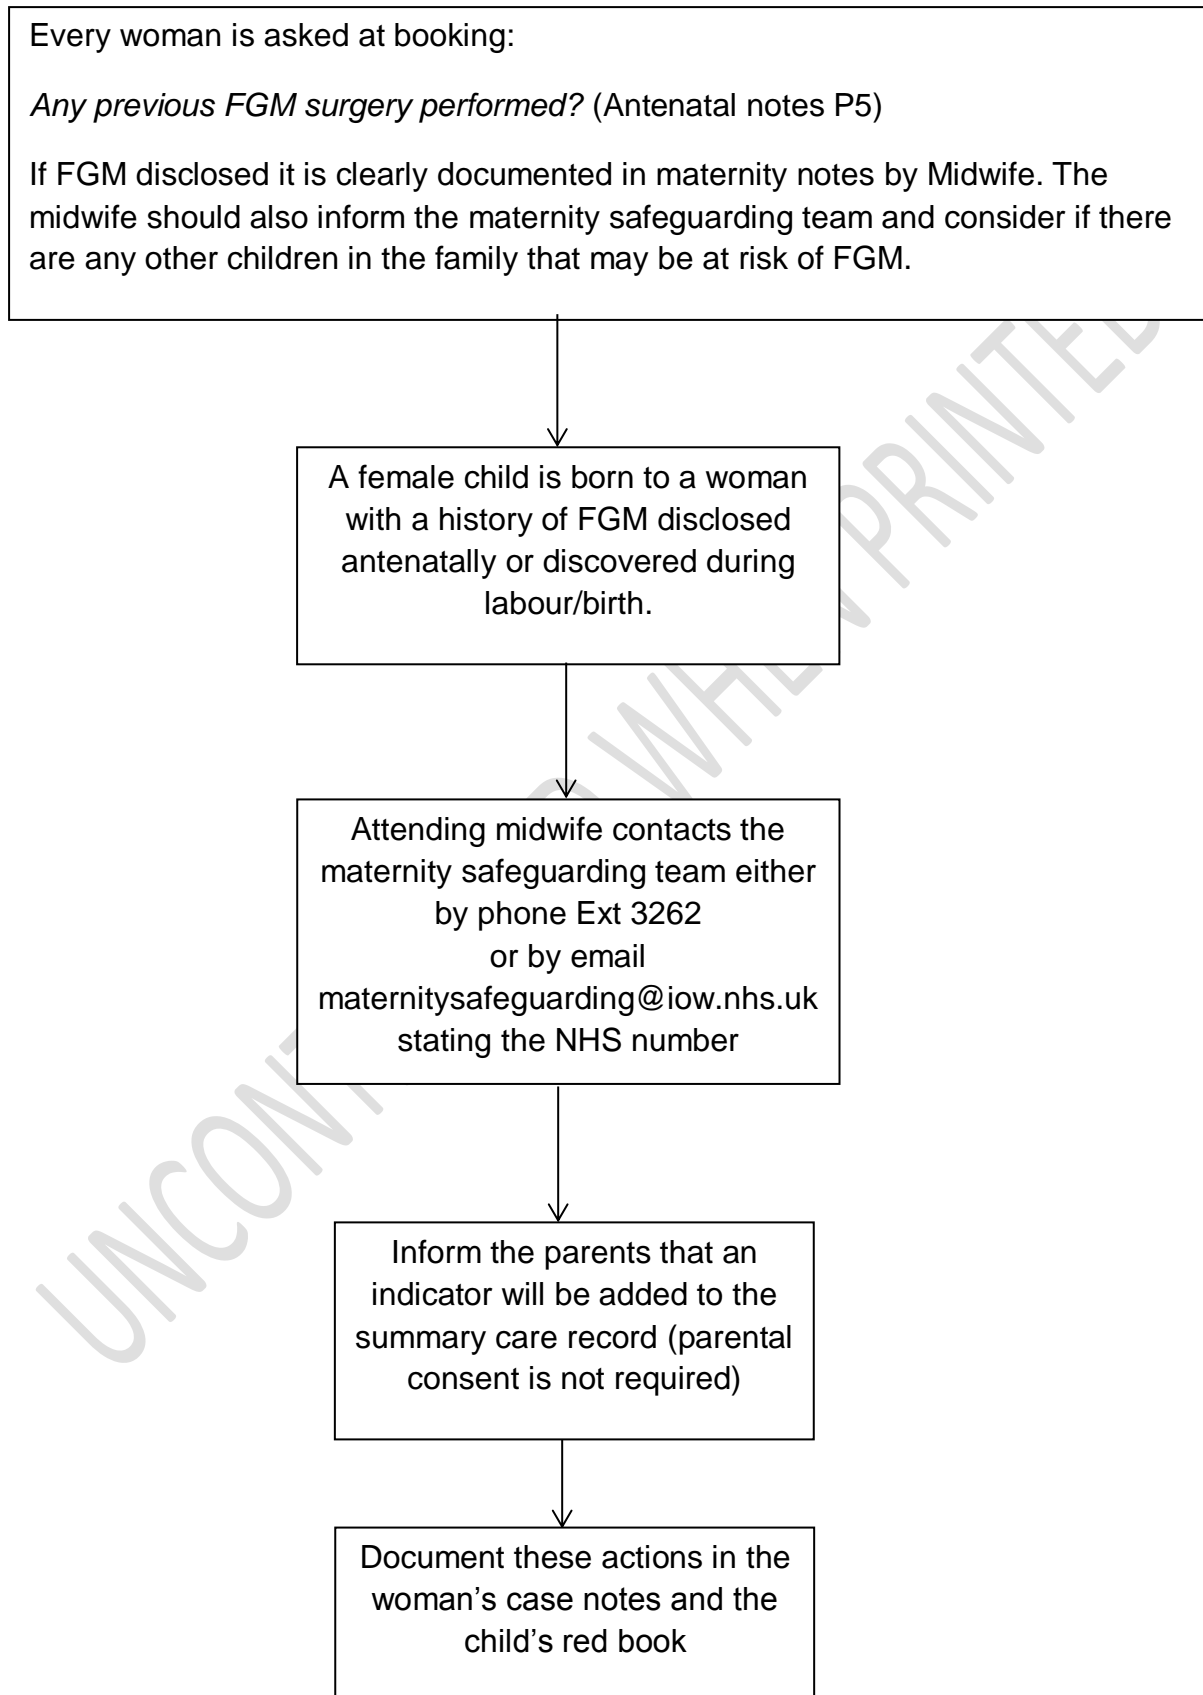 Every woman is asked at booking:
Any previous FGM surgery performed? (Antenatal notes P5)
If FGM disclosed it is clearly documented in maternity notes by Midwife. The
midwife should also inform the maternity safeguarding team and consider if there
are any other children in the family that may be at risk of FGM.
A female child is born to a woman
with a history of FGM disclosed
antenatally or discovered during
labour/birth.
Attending midwife contacts the
maternity safeguarding team either
by phone Ext 3262
or by email
maternitysafeguarding@iow.nhs.uk
stating the NHS number
Inform the parents that an
indicator will be added to the
summary care record (parental
consent is not required)
Document these actions in the
woman's case notes and the
child's red book